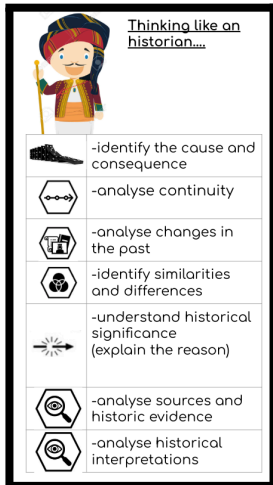 Thinking like an
historian....
-identify the cause and
consequence
-analyse continuity
-analyse changes in
the past
-identify similarities
and differences
-understand historical
significance
(explain the reason)
-analyse sources and
historic evidence
-analyse historical
interpretations